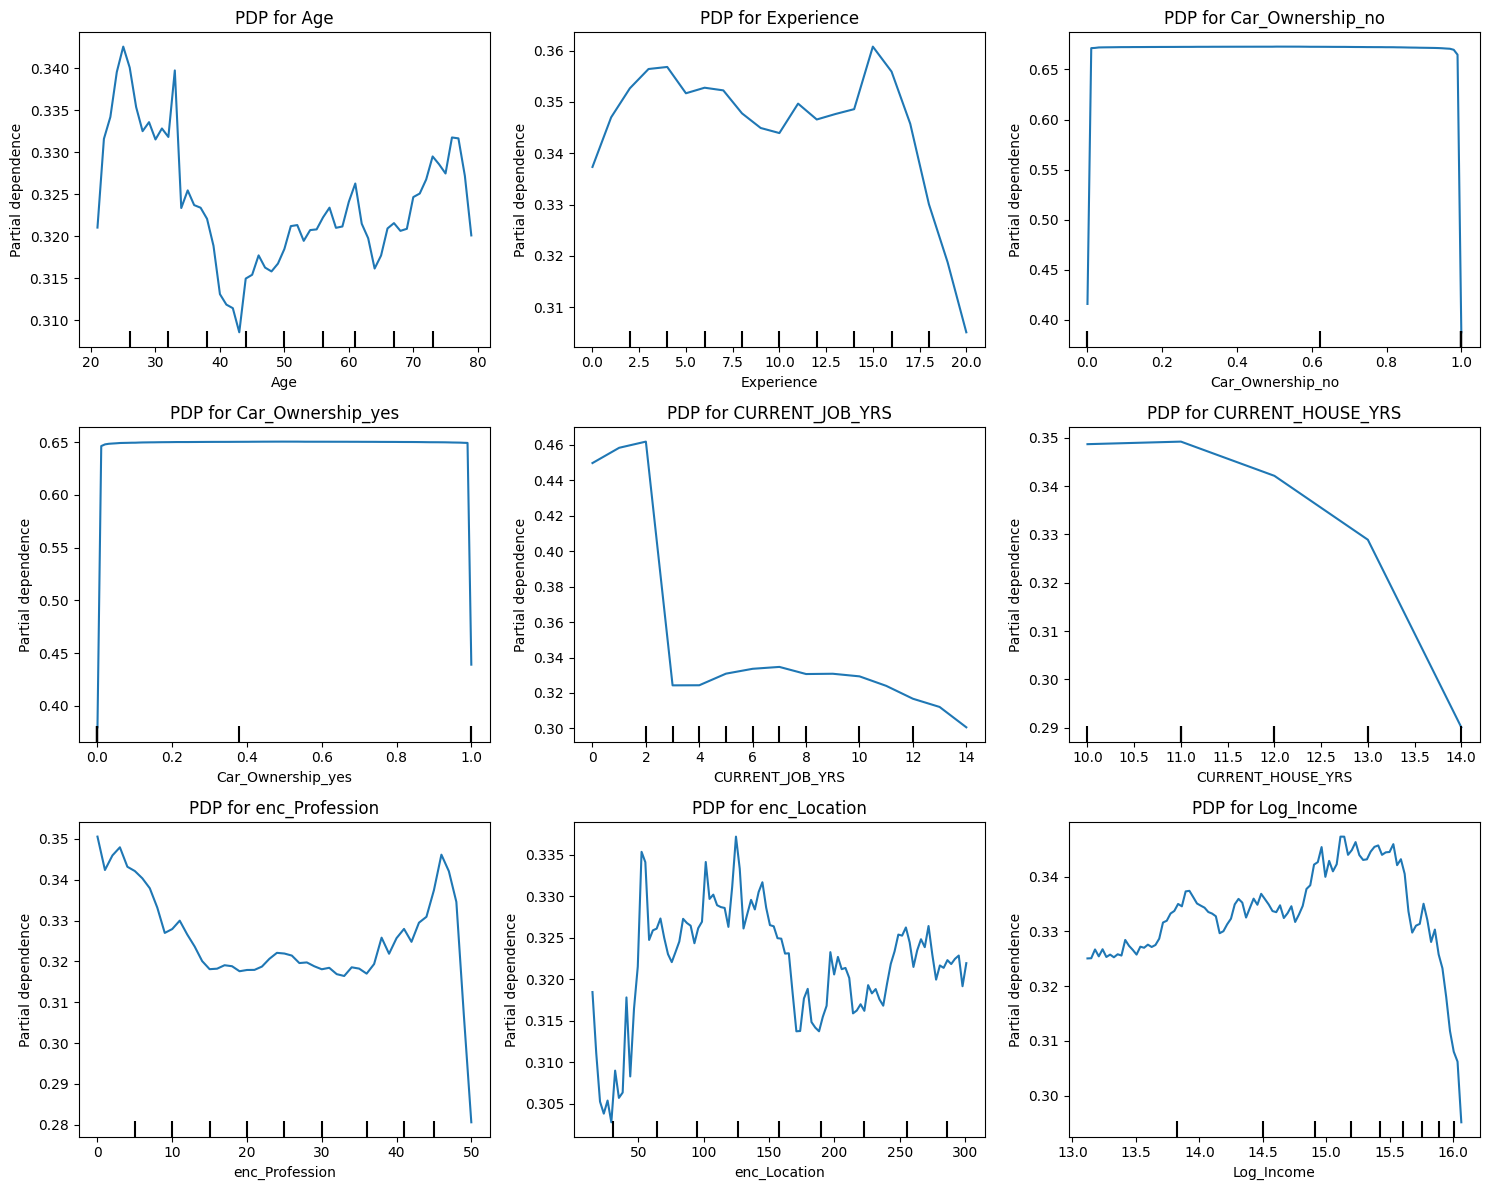 PDP for Age
PDP for Experience
PDP for Car_Ownership_no
Partial dependence
0.340
0.335
0.330
0.325
0.320
0.315
0.310
20 30 40 50 60 70 80
Age
Partial dependence
0.36
0.35
0.34
0.33
0.32
0.31
0.0 2.5 5.0 7.5 10.0 12.5 15.0 17.5 20.0
Experience
Partial dependence
0.65
0.60
0.55
0.50
0.45
0.40
0.0 0.2 0.4 0.6 0.8 1.0
Car_Ownership_no
PDP for Car_Ownership_yes
PDP for CURRENT_JOB_YRS
PDP for CURRENT_HOUSE_YRS
Partial dependence
0.65
0.60
0.55
0.50
0.45
0.40
0.0 0.2 0.4 0.6 0.8 1.0
Car_Ownership_yes
Partial dependence
0.46
0.44
0.42
0.40
0.38
0.36
0.34
0.32
0.30
0 2 4 6 8 10 12 14
CURRENT_JOB_YRS
Partial dependence
0.35
0.34
0.33
0.32
0.31
0.30
0.29
10.0 10.5 11.0 11.5 12.0 12.5 13.0 13.5 14.0
CURRENT_HOUSE_YRS
PDP for enc_Profession
PDP for enc_Location
PDP for Log_Income
Partial dependence
0.35
0.34
0.33
0.32
0.31
0.30
0.29
0.28
0 10 20 30 40 50
enc_Profession
Partial dependence
0.335
0.330
0.325
0.320
0.315
0.310
0.305
50 100 150 200 250 300
enc_Location
Partial dependence
0.34
0.33
0.32
0.31
0.30
13.0 13.5 14.0 14.5 15.0 15.5 16.0
Log_Income